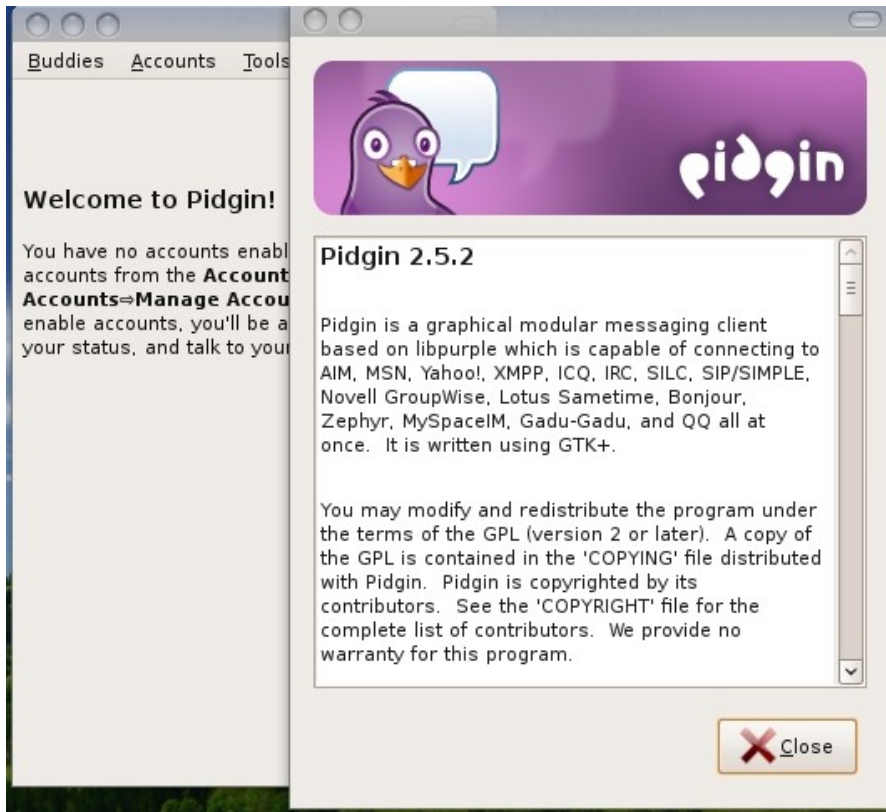 Buddies Accounts Tools
Welcome to Pidgin!
You have no accounts enabl
accounts from the Account
Accounts⇨Manage Accou
enable accounts, you'll be a
your status, and talk to your
pidgin
Pidgin 2.5.2
Pidgin is a graphical modular messaging client
based on libpurple which is capable of connecting to
AIM, MSN, Yahoo!, XMPP, ICQ, IRC, SILC, SIP/SIMPLE,
Novell GroupWise, Lotus Sametime, Bonjour,
Zephyr, MySpaceIM, Gadu-Gadu, and QQ all at
once. It is written using GTK+.
You may modify and redistribute the program under
the terms of the GPL (version 2 or later). A copy of
the GPL is contained in the 'COPYING' file distributed
with Pidgin. Pidgin is copyrighted by its
contributors. See the 'COPYRIGHT' file for the
complete list of contributors. We provide no
warranty for this program.
Close